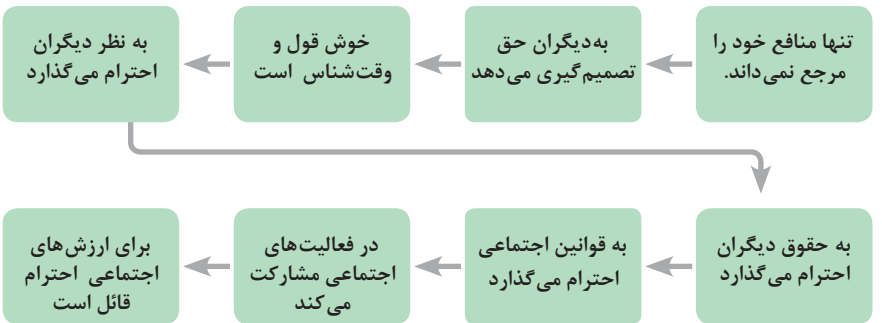 تنها منافع خود را
مرجع نمی‌داند.
به‌دیگران حق
تصمیم‌گیری می‌دهد
خوش قول و
وقت‌شناس است
به نظر دیگران
احترام می‌گذارد
به حقوق دیگران
احترام می‌گذارد
به قوانین اجتماعی
احترام می‌گذارد
در فعالیت‌های
اجتماعی مشارکت
می‌کند
برای ارزش‌های
اجتماعی احترام
قائل است